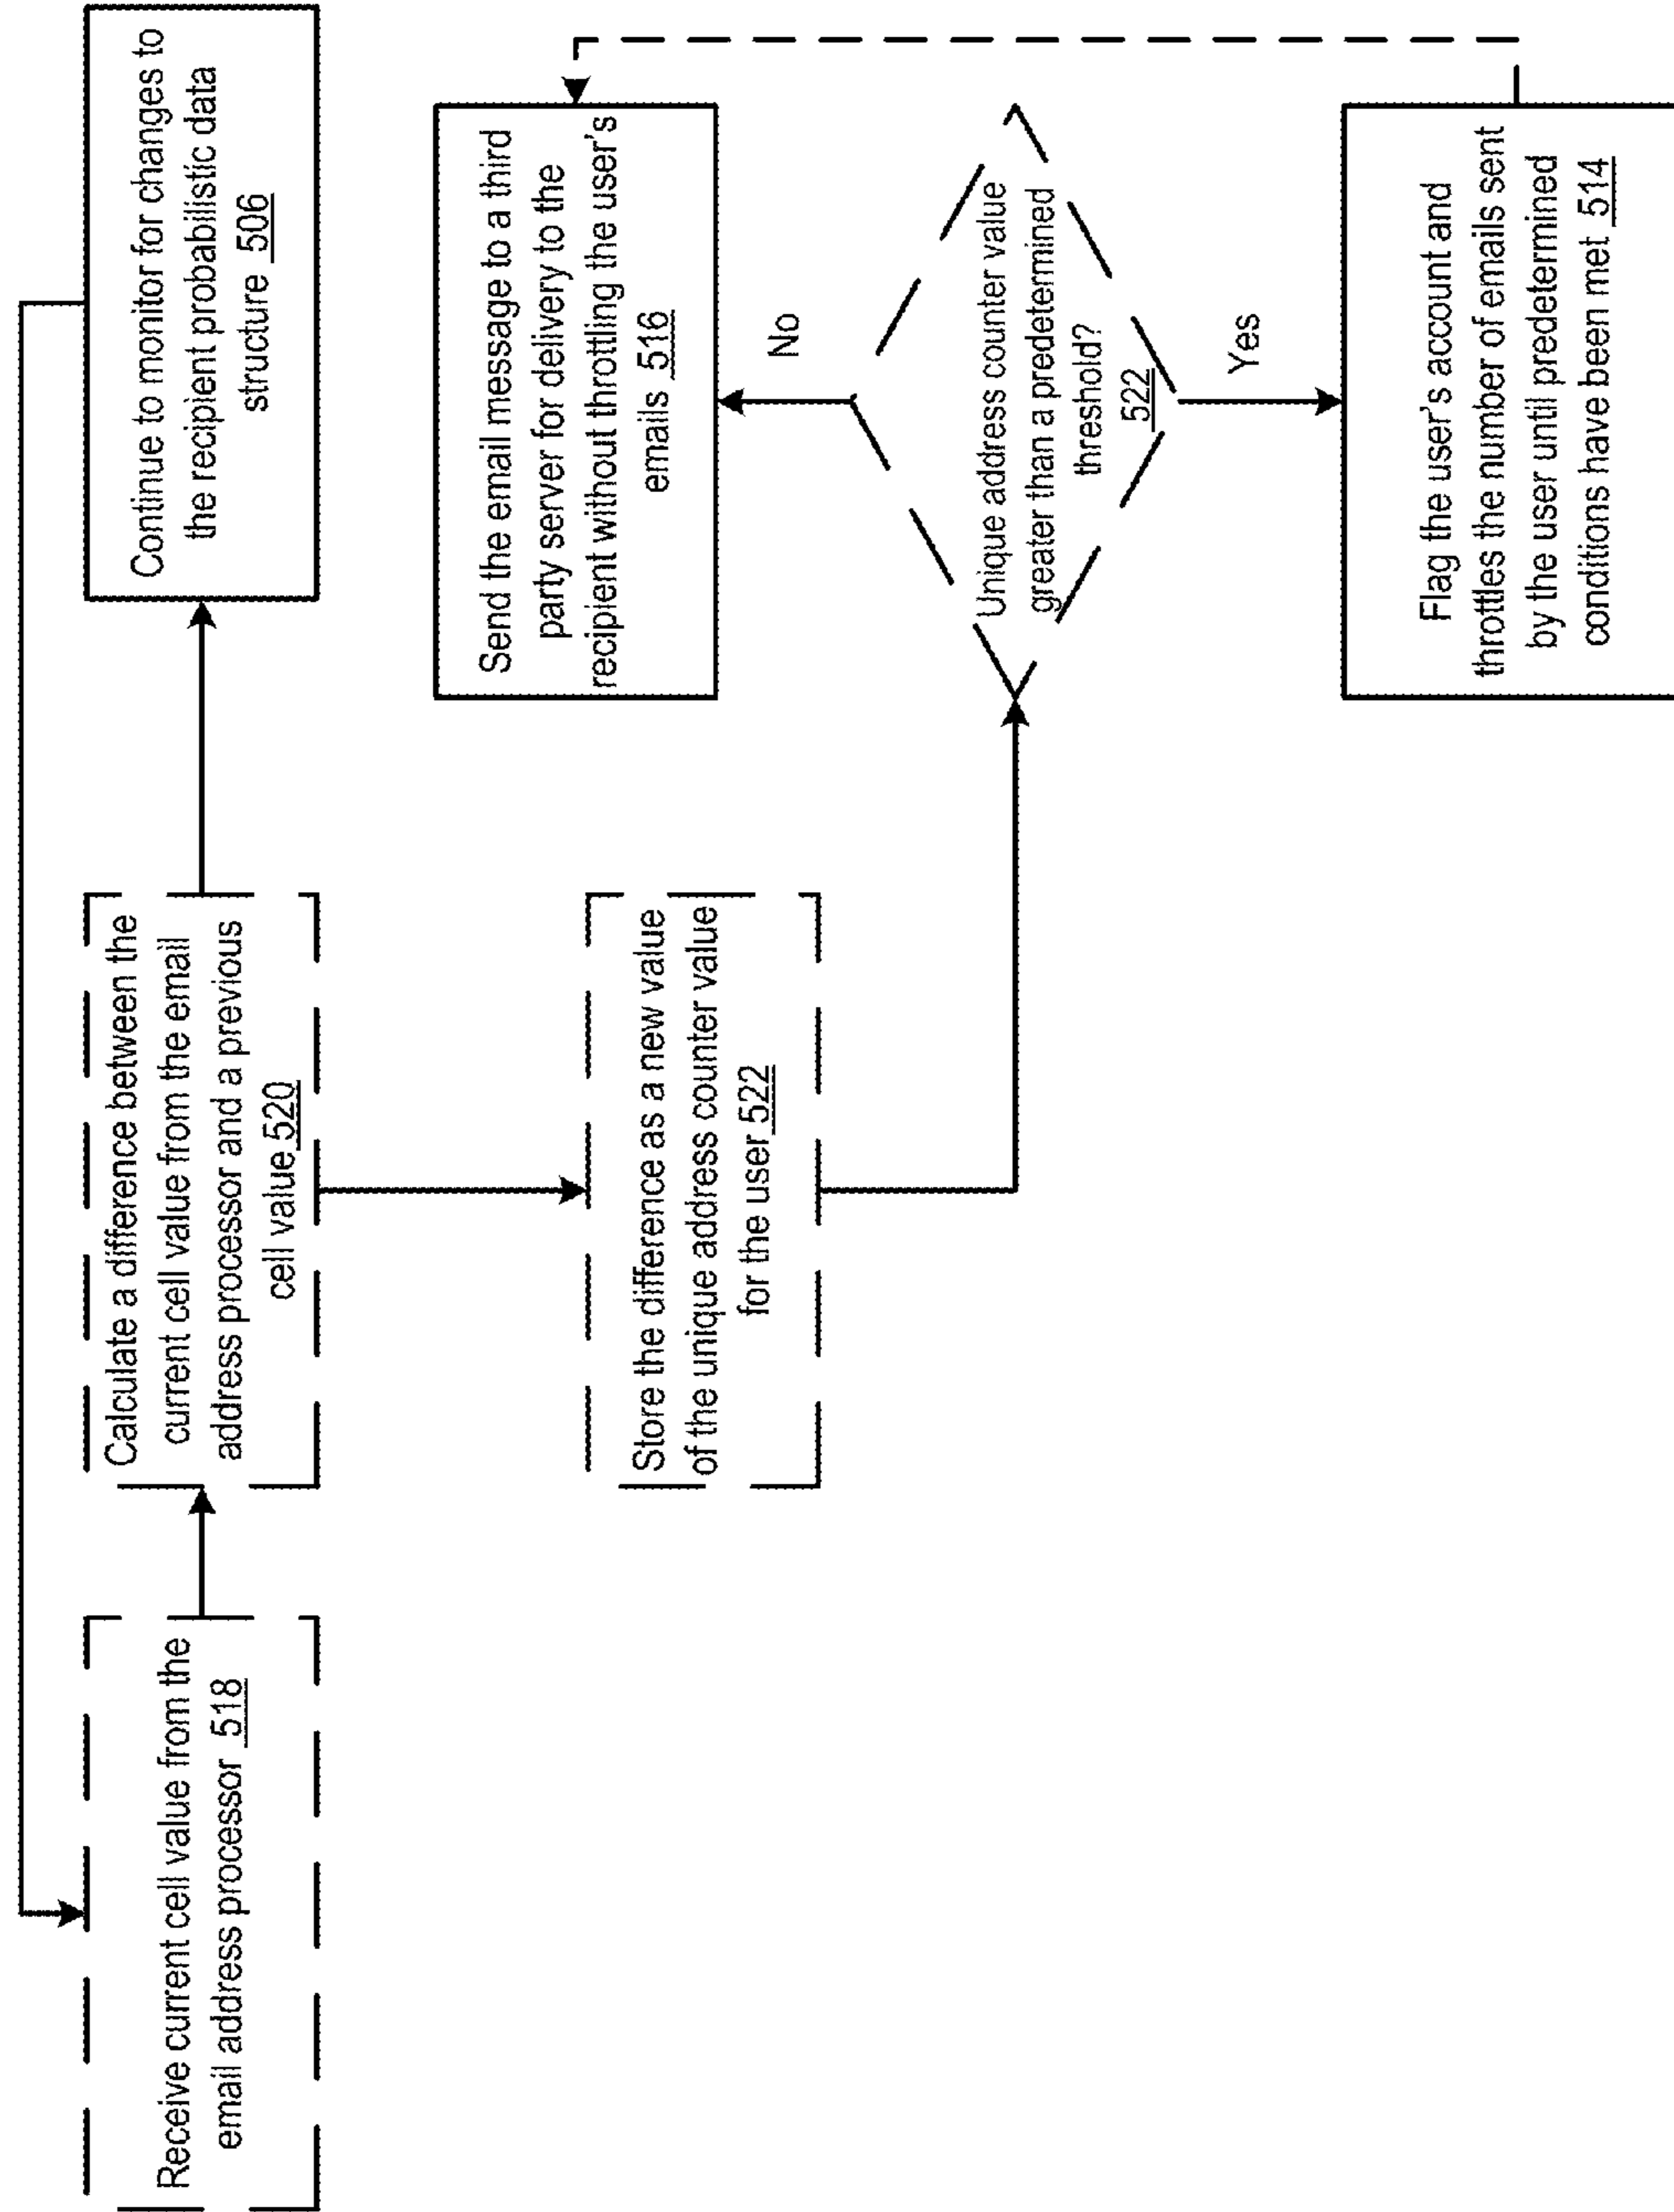 Receive current cell value from the
email address processor 518
Calculate a difference between the
current cell value from the email
address processor and a previous
cell value 520
Continue to monitor for changes to
the recipient probabilistic data
structure 506
Store the difference as a new value
of the unique address counter value
for the user 522
Send the email message to a third
party server for delivery to the
recipient without throttling the user's
emails 516
No
Unique address counter value
greater than a predetermined
threshold?
522
Yes
Flag the user's account and
throttles the number of emails sent
by the user until predetermined
conditions have been met 514